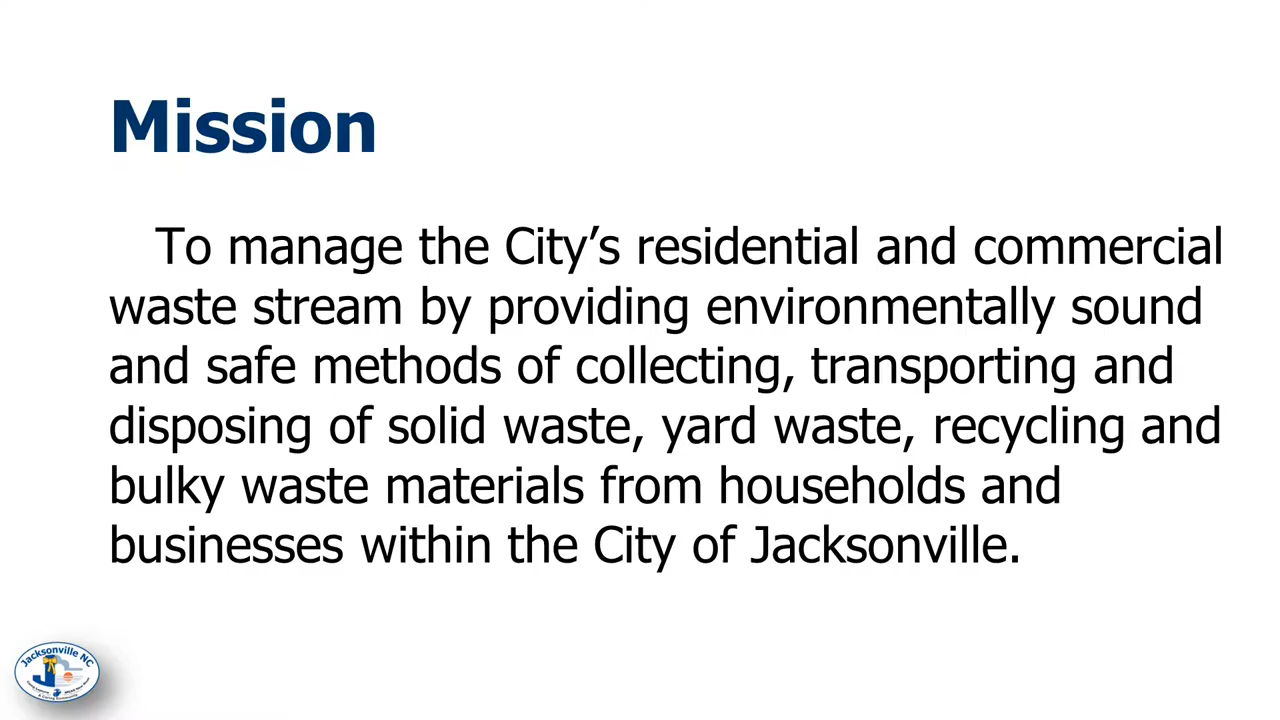 Mission
To manage the City’s residential and commercial
waste stream by providing environmentally sound
and safe methods of collecting, transporting and
disposing of solid waste, yard waste, recycling and
bulky waste materials from households and
businesses within the City of Jacksonville.
Jacksonville NC
A Caring Community